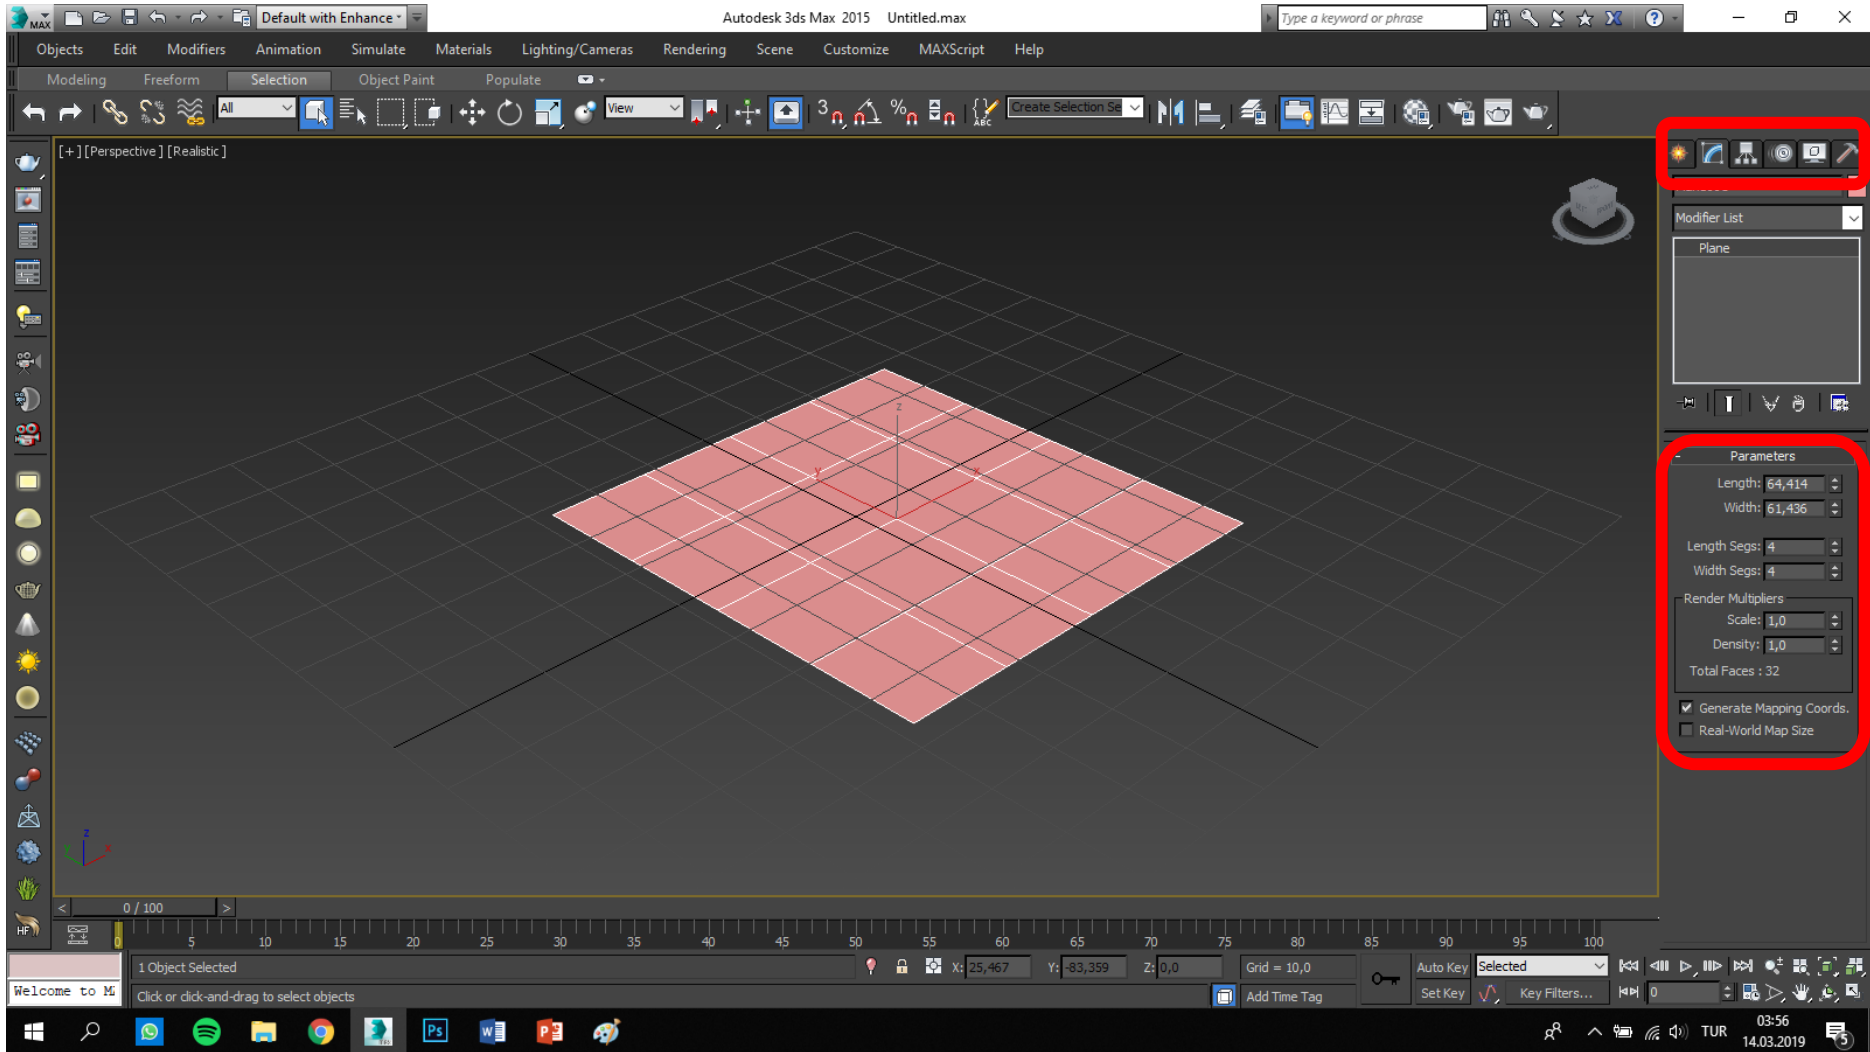 MAX Default with Enhance Autodesk 3ds Max 2015 Untitled.max Type a keyword or phrase
Objects Edit Modifiers Animation Simulate Materials Lighting/Cameras Rendering Scene Create Customize MAXScript Help
Modeling Freeform Selection Object Paint Populate
All View 3 % ABC Create Selection Se
[+] [Perspective] [Realistic]
Modifier List
Plane
z
y x
Parameters
Length: 64,414
Width: 61,436
Length Segs: 4
Width Segs: 4
Render Multipliers
Scale: 1,0
Density: 1,0
Total Faces : 32
Generate Mapping Coords.
Real-World Map Size
z
y x
HF
< 0 / 100 >
0 5 10 15 20 25 30 35 40 45 50 55 60 65 70 75 80 85 90 95 100
1 Object Selected X: 25,467 Y: -83,359 Z: 0,0 Grid = 10,0 Auto Key Selected
Welcome to M Click or click-and-drag to select objects Add Time Tag Set Key Key Filters... 0
Ps W P TUR 03:56
14.03.2019 5